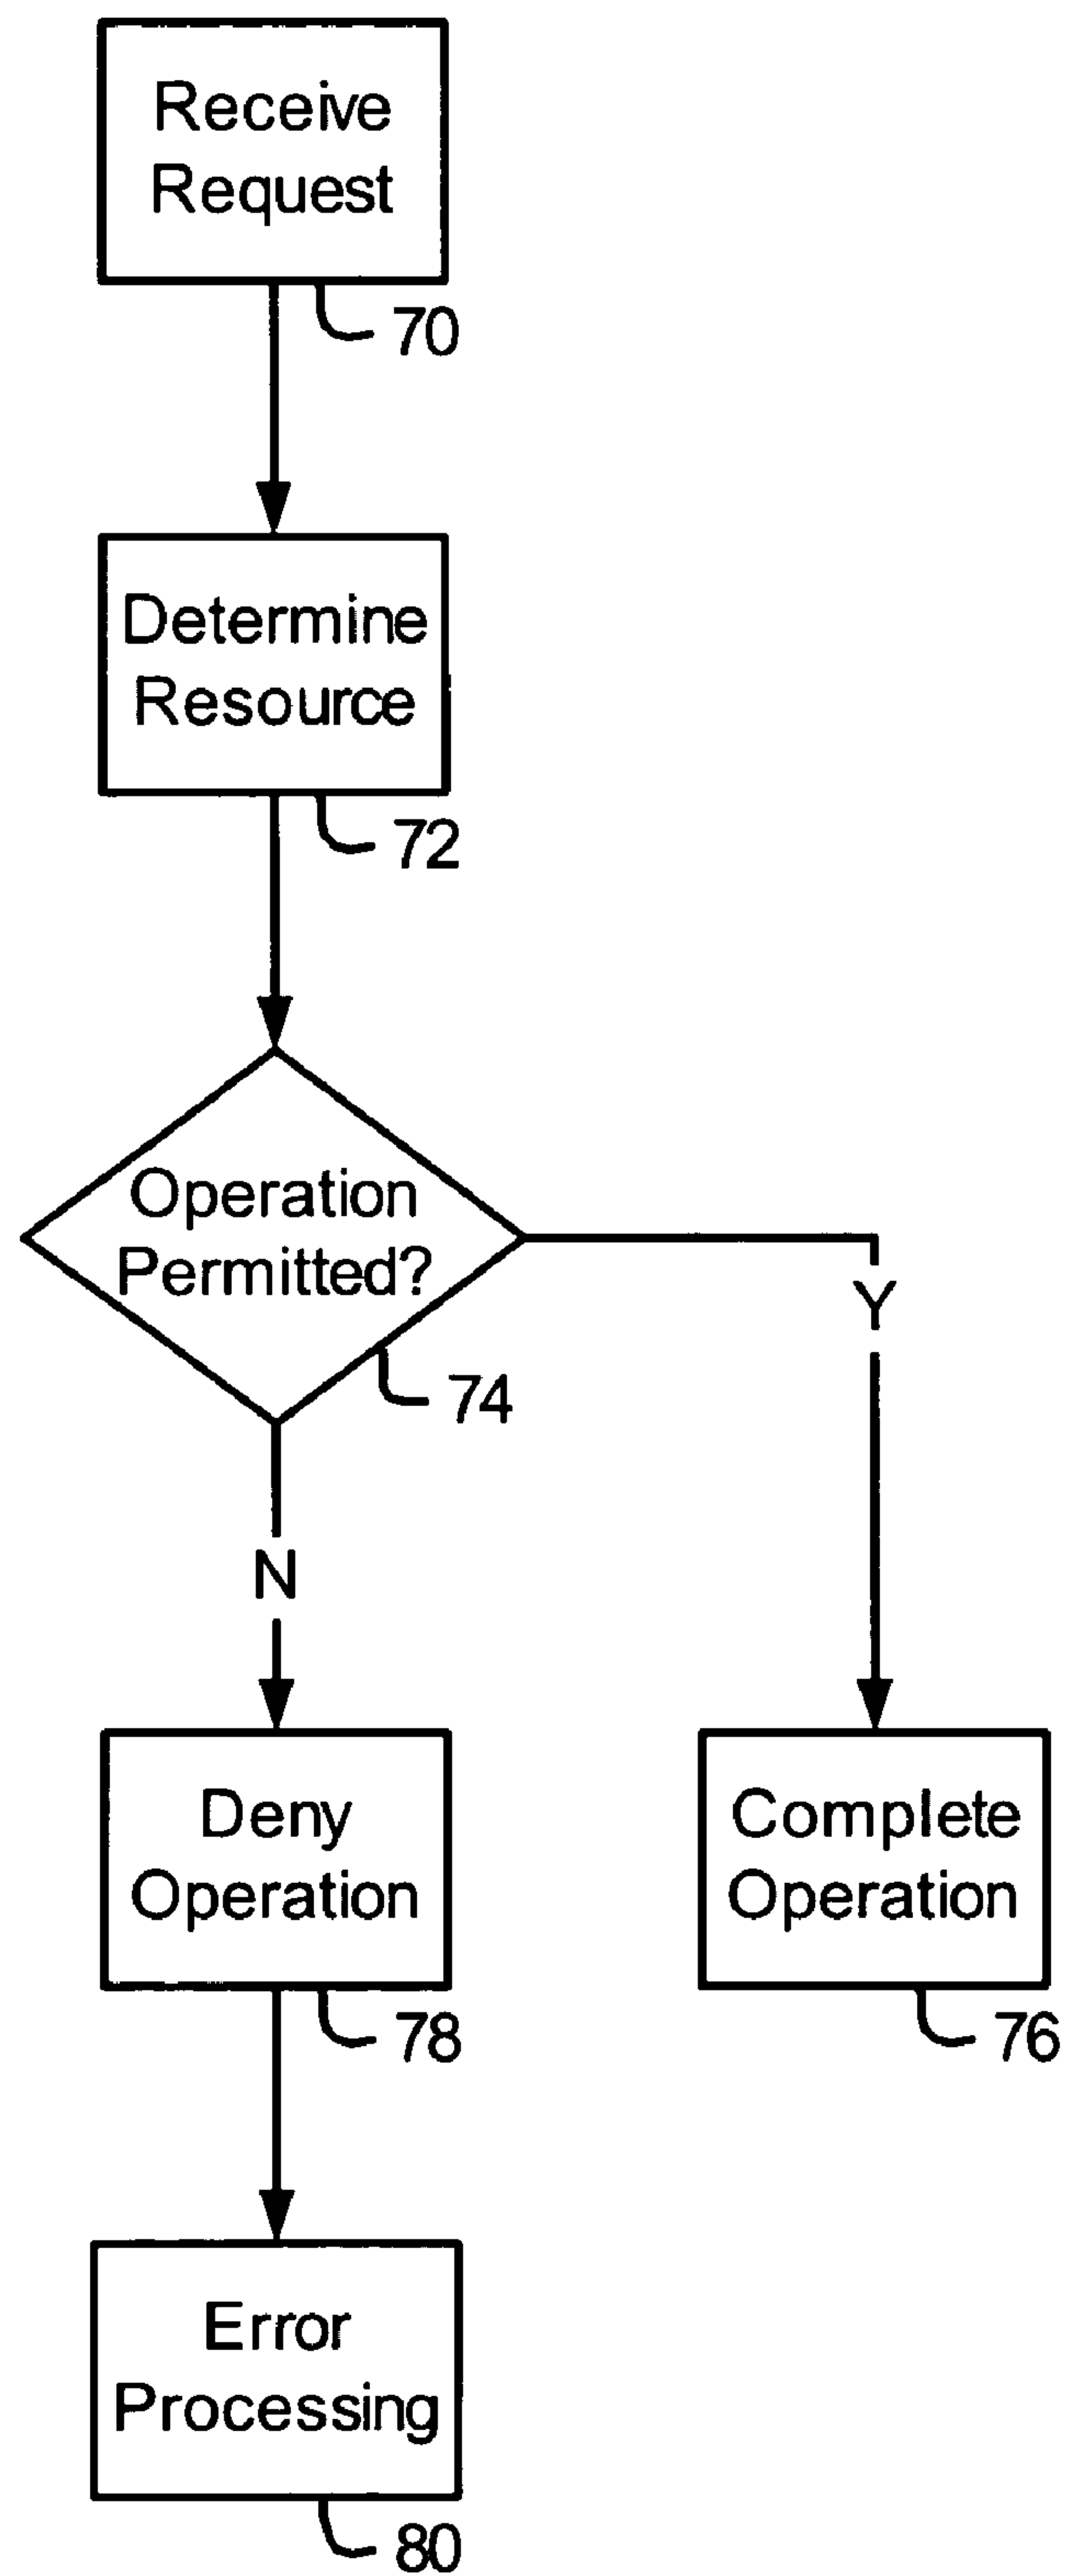 Receive
Request
70
Determine
Resource
72
Operation
Permitted?
74
Y
N
Deny
Operation
78
Complete
Operation
76
Error
Processing
80